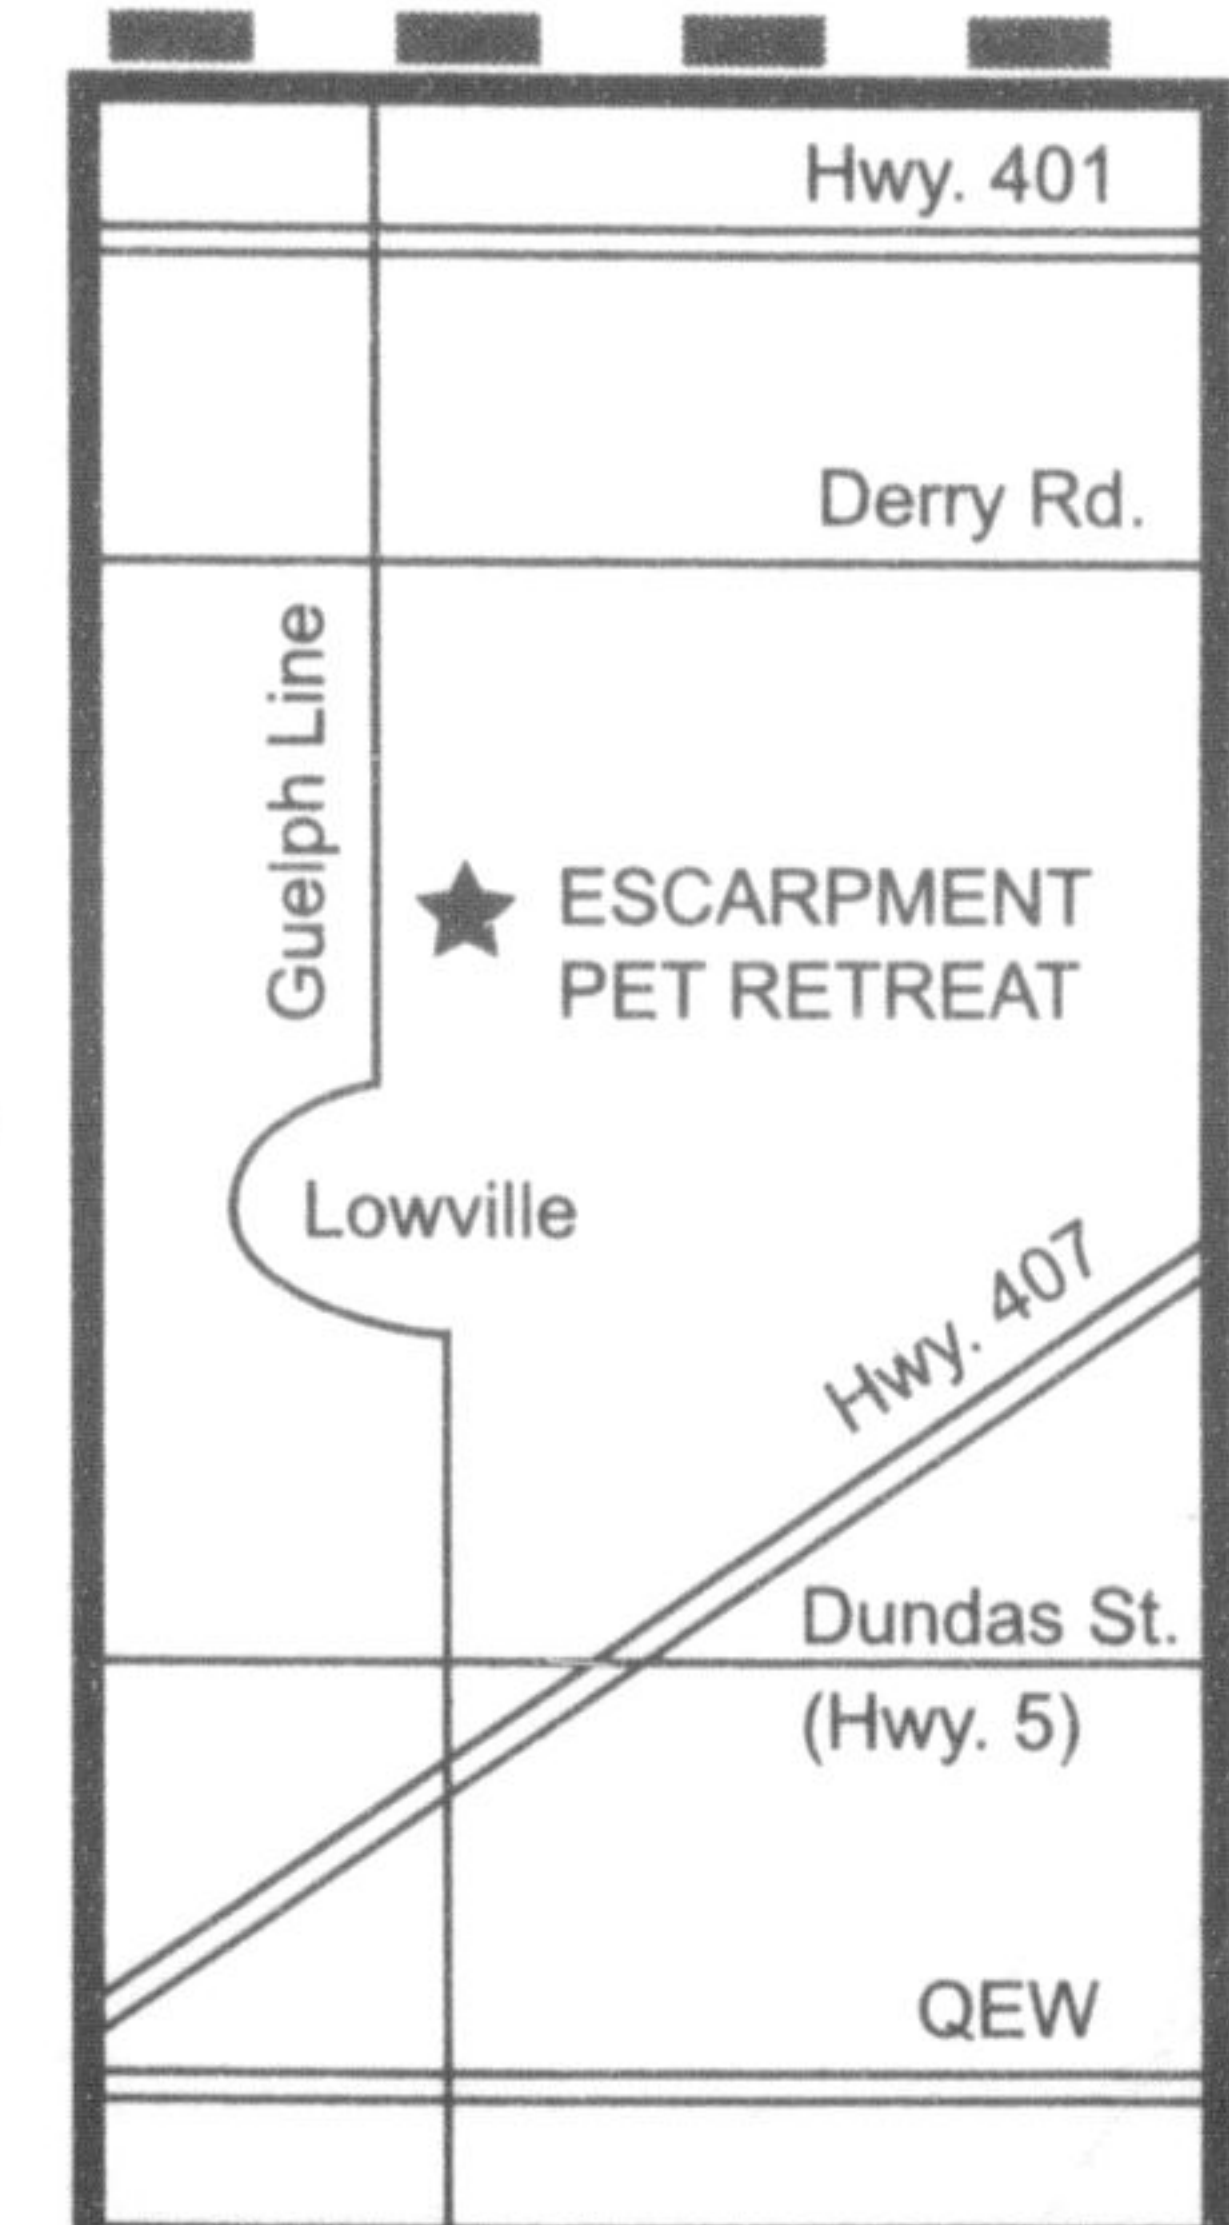 Hwy. 401
Derry Rd.
Guelph Line
ESCARPMENT
PET RETREAT
Lowville
Hwy. 407
Dundas St.
(Hwy. 5)
QEW